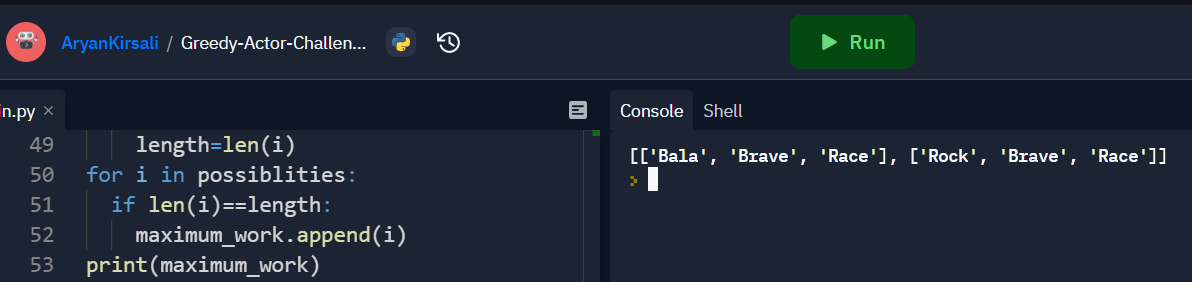 AryanKirsali / Greedy-Actor-Challen...
Run
in.py ×
Console
Shell
49 length=len(i)
50 for i in possiblities:
51 if len(i)==length:
52 maximum_work.append(i)
53 print(maximum_work)
[['Bala', 'Brave', 'Race'], ['Rock', 'Brave', 'Race']]
>